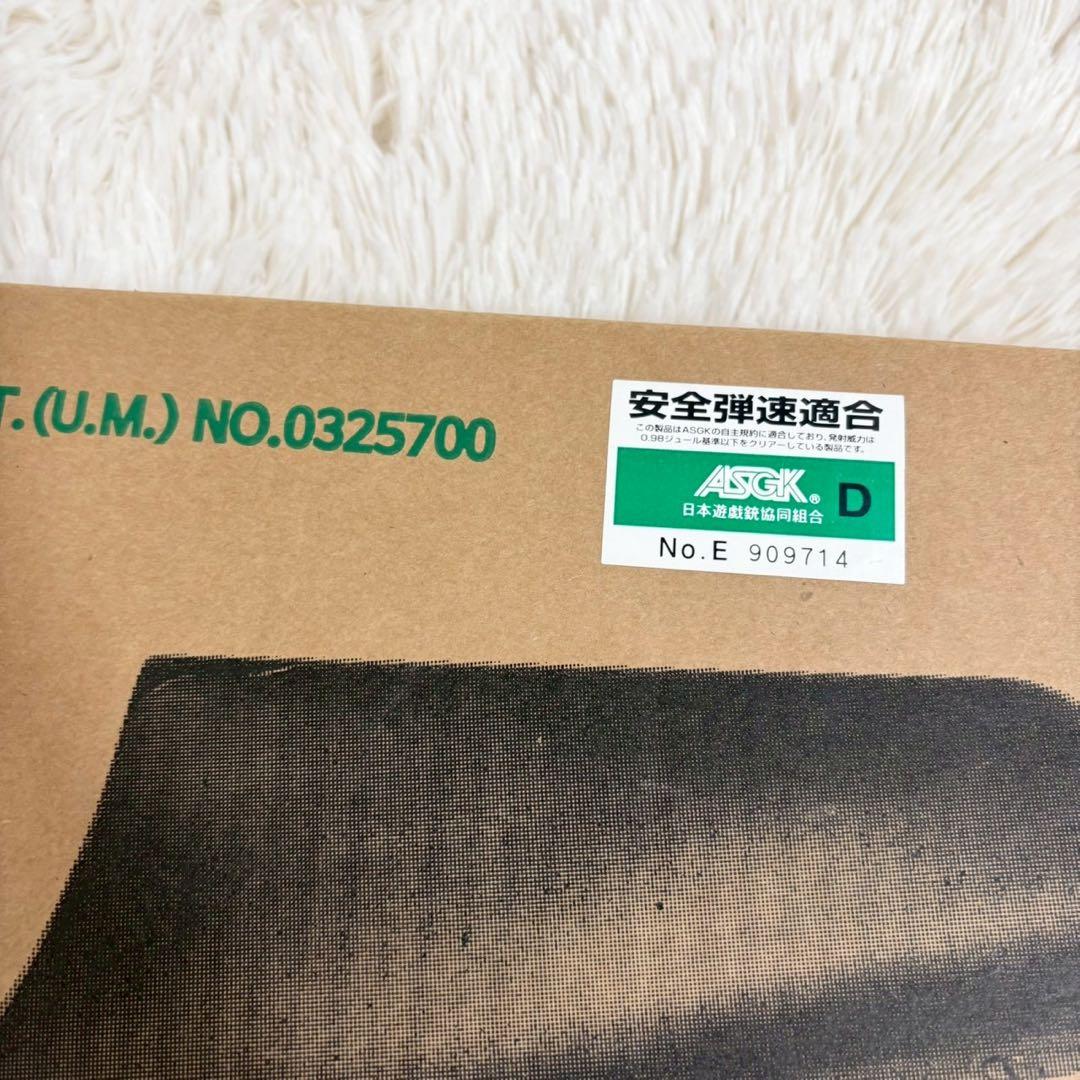 T.(U.M.) NO.0325700
安全弾速適合
この製品はASGKの自主規約に適合しており、発射威力は
0.98ジュール基準以下をクリアーしている製品です。
ASGK® D
日本遊戯銃協同組合
No.E 909714